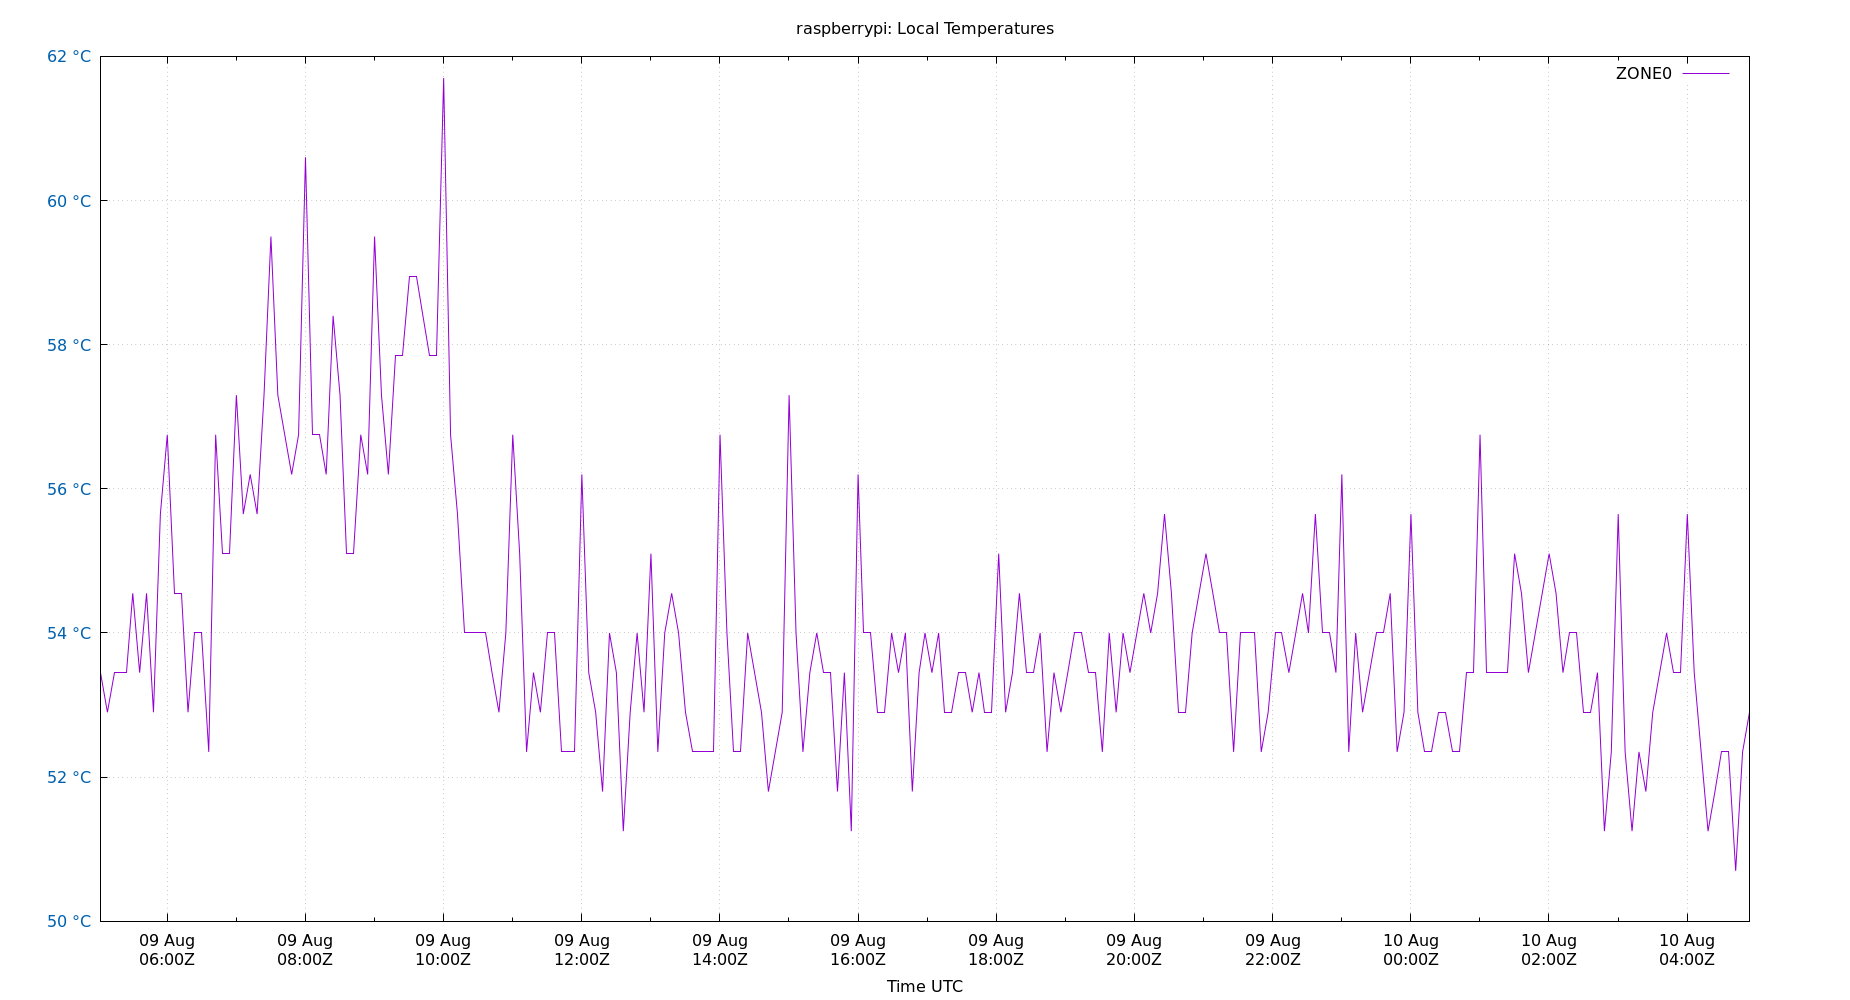 raspberrypi: Local Temperatures
62 °C
ZONE0
60 °C
58 °C
56 °C
54 °C
52 °C
50 °C
09 Aug 09 Aug 09 Aug 09 Aug 09 Aug 09 Aug 09 Aug 09 Aug 09 Aug 10 Aug 10 Aug 10 Aug
06:00Z 08:00Z 10:00Z 12:00Z 14:00Z 16:00Z 18:00Z 20:00Z 22:00Z 00:00Z 02:00Z 04:00Z
Time UTC